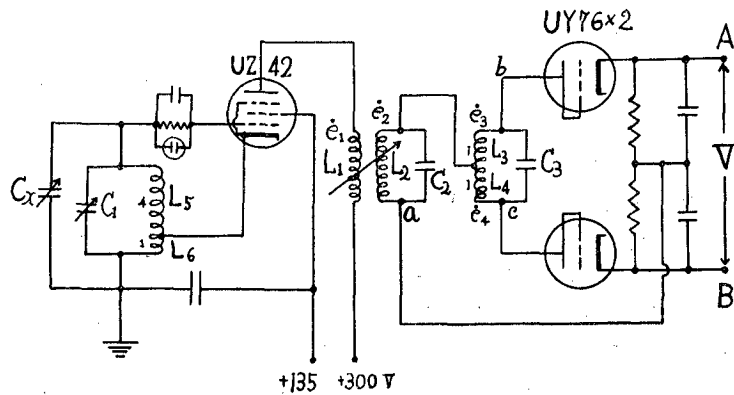 UY76×2
UZ 42
A
b
ė₁
ė₂
ė₃
L₁
L₂
C₂
L₃
C₃
V
Cx
C₁
4
L₅
1
L₆
1
1
L₄
a
ė₄
c
B
+135
+300 V